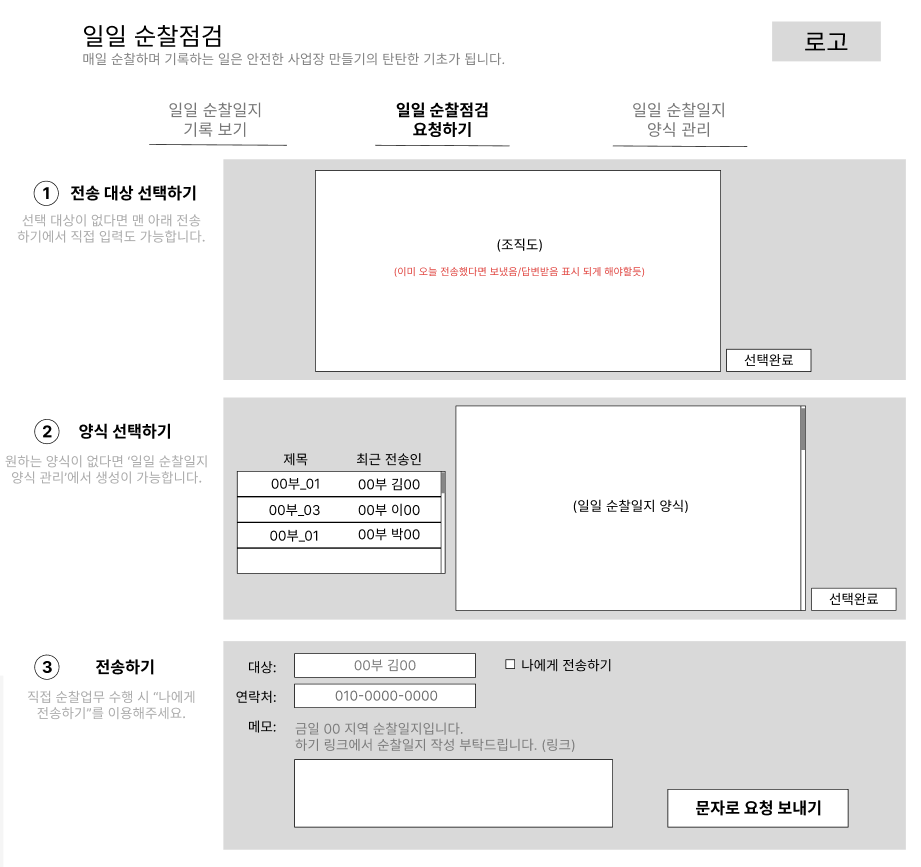 일일 순찰점검
매일 순찰하며 기록하는 일은 안전한 사업장 만들기의 탄탄한 기초가 됩니다.
로고
일일 순찰일지
기록 보기
일일 순찰점검
요청하기
일일 순찰일지
양식 관리
1 전송 대상 선택하기
선택 대상이 없다면 맨 아래 전송
하기에서 직접 입력도 가능합니다.
(조직도)
(이미 오늘 전송했다면 보냈음/답변받음 표시 되게 해야할듯)
선택완료
2 양식 선택하기
원하는 양식이 없다면 '일일 순찰일지
양식 관리'에서 생성이 가능합니다.
제목 최근 전송인
00부_01 00부 김00
00부_03 00부 이00
00부_01 00부 박00
(일일 순찰일지 양식)
선택완료
3 전송하기
직접 순찰업무 수행 시 "나에게
전송하기"를 이용해주세요.
대상: 00부 김00
나에게 전송하기
연락처: 010-0000-0000
메모: 금일 00 지역 순찰일지입니다.
하기 링크에서 순찰일지 작성 부탁드립니다. (링크)
문자로 요청 보내기